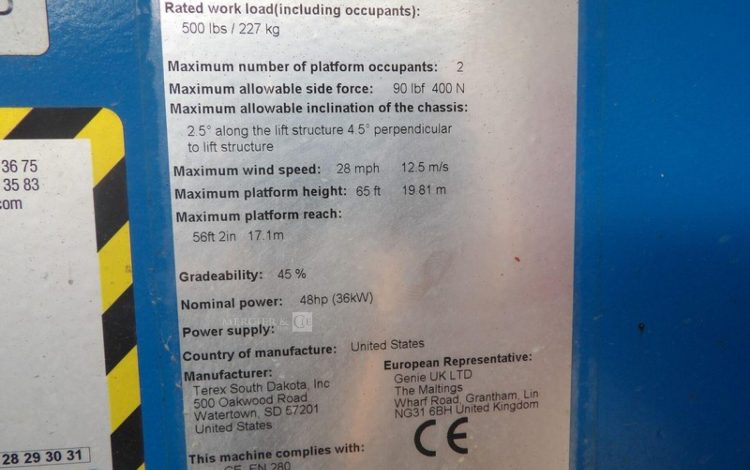 Rated work load(including occupants):
500 lbs / 227 kg
Maximum number of platform occupants: 2
Maximum allowable side force: 90 lbf 400 N
Maximum allowable inclination of the chassis:
2.5° along the lift structure 4.5° perpendicular
to lift structure
Maximum wind speed: 28 mph 12.5 m/s
Maximum platform height: 65 ft 19.81 m
Maximum platform reach:
56ft 2in 17.1m
Gradeability: 45 %
Nominal power: 48hp (36kW)
MERCIER &
Power supply:
Country of manufacture: United States
Manufacturer:
Terex South Dakota, Inc
500 Oakwood Road
Watertown, SD 57201
United States
European Representative:
Genie UK LTD
The Maltings
Wharf Road, Grantham, Lin
NG31 6BH United Kingdom
CE
This machine complies with:
CE, EN 280
36 75
35 83
com
28 29 30 31